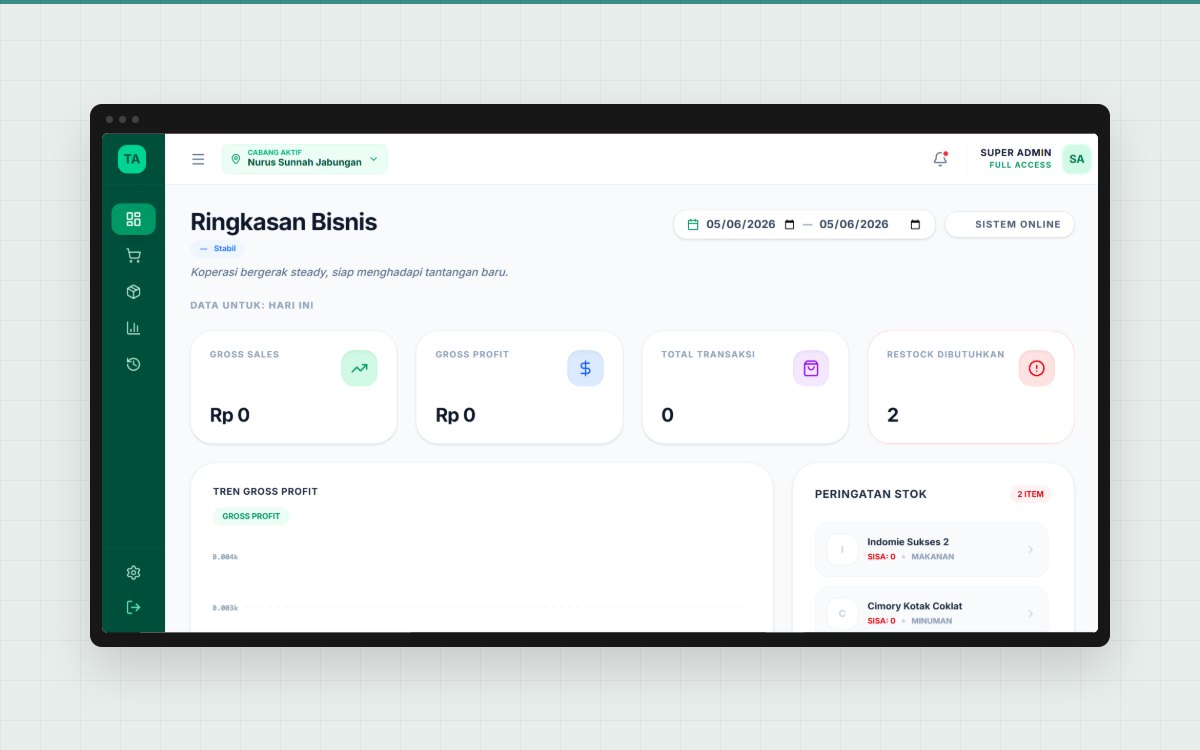 TA
CABANG AKTIF
Nurus Sunnah Jabungan
SUPER ADMIN
FULL ACCESS
SA
Ringkasan Bisnis
— Stabil
Koperasi bergerak steady, siap menghadapi tantangan baru.
05/06/2026 — 05/06/2026
SISTEM ONLINE
DATA UNTUK: HARI INI
GROSS SALES
Rp 0
GROSS PROFIT
Rp 0
TOTAL TRANSAKSI
0
RESTOCK DIBUTUHKAN
2
TREN GROSS PROFIT
GROSS PROFIT
0.004k
0.003k
PERINGATAN STOK
2 ITEM
I
Indomie Sukses 2
SISA: 0 • MAKANAN
C
Cimory Kotak Coklat
SISA: 0 • MINUMAN